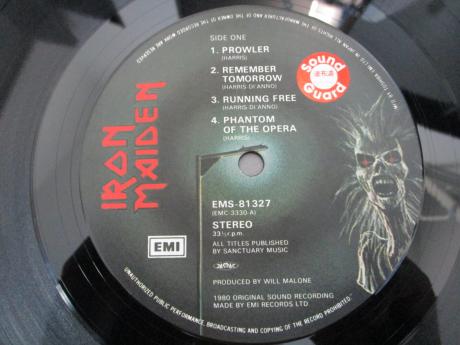 SIDE ONE
1. PROWLER
(HARRIS)
2. REMEMBER
TOMORROW
(HARRIS-DI'ANNO)
3. RUNNING FREE
(HARRIS-DI'ANNO)
4. PHANTOM
OF THE OPERA
(HARRIS)
Sound
Guard
IRON
MAIDEN
EMS-81327
(EMC-3330-A)
STEREO
33⅓ r.p.m.
ALL TITLES PUBLISHED
BY SANCTUARY MUSIC
EMI
PRODUCED BY WILL MALONE
1980 ORIGINAL SOUND RECORDING
MADE BY EMI RECORDS LTD
UNAUTHORIZED PUBLIC PERFORMANCE, BROADCASTING AND COPYING OF THE RECORD PROHIBITED.